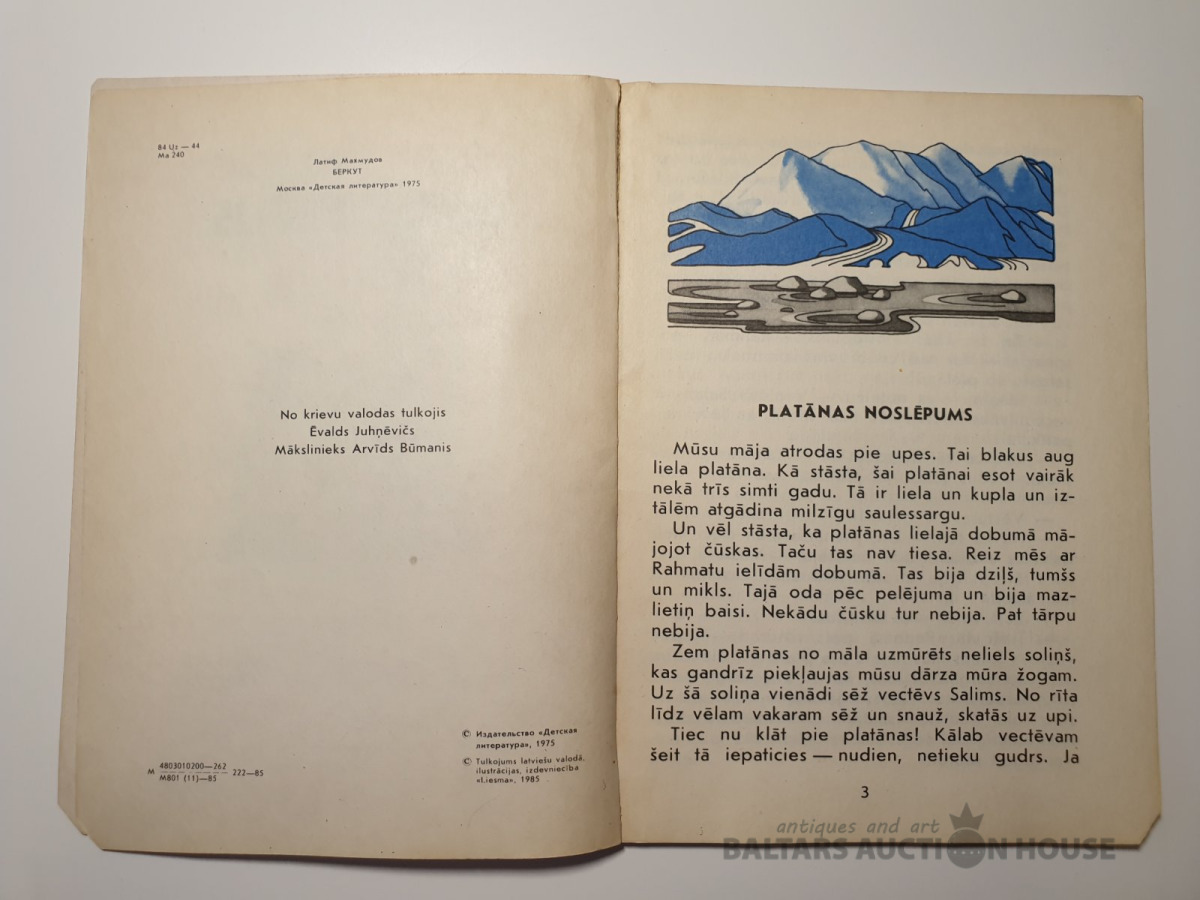 84 Uz — 44
Ma 240
Латиф Махмудов
БЕРКУТ
Москва «Детская литература» 1975
No krievu valodas tulkojis
Ēvalds Juhņēvičs
Mākslinieks Arvīds Būmanis
М 4803010200—262 222—85
М801 (11)—85
© Издательство «Детская
литература», 1975
© Tulkojums latviešu valodā,
ilustrācijas, izdevniecība
«Liesma», 1985
PLATĀNAS NOSLĒPUMS
Mūsu māja atrodas pie upes. Tai blakus aug
liela platāna. Kā stāsta, šai platānai esot vairāk
nekā trīs simti gadu. Tā ir liela un kupla un iz-
tālēm atgādina milzīgu saulessargu.
Un vēl stāsta, ka platānas lielajā dobumā mā-
jojot čūskas. Taču tas nav tiesa. Reiz mēs ar
Rahmatu ielīdām dobumā. Tas bija dziļš, tumšs
un mikls. Tajā oda pēc pelējuma un bija maz-
lietiņ baisi. Nekādu čūsku tur nebija. Pat tārpu
nebija.
Zem platānas no māla uzmūrēts neliels soliņš,
kas gandrīz piekļaujas mūsu dārza mūra žogam.
Uz šā soliņa vienādi sēž vectēvs Salims. No rīta
līdz vēlam vakaram sēž un snauž, skatās uz upi.
Tiec nu klāt pie platānas! Kālab vectēvam
šeit tā iepaticies — nudien, netieku gudrs. Ja
3
antiques and art
BALTARS AUCTION HOUSE